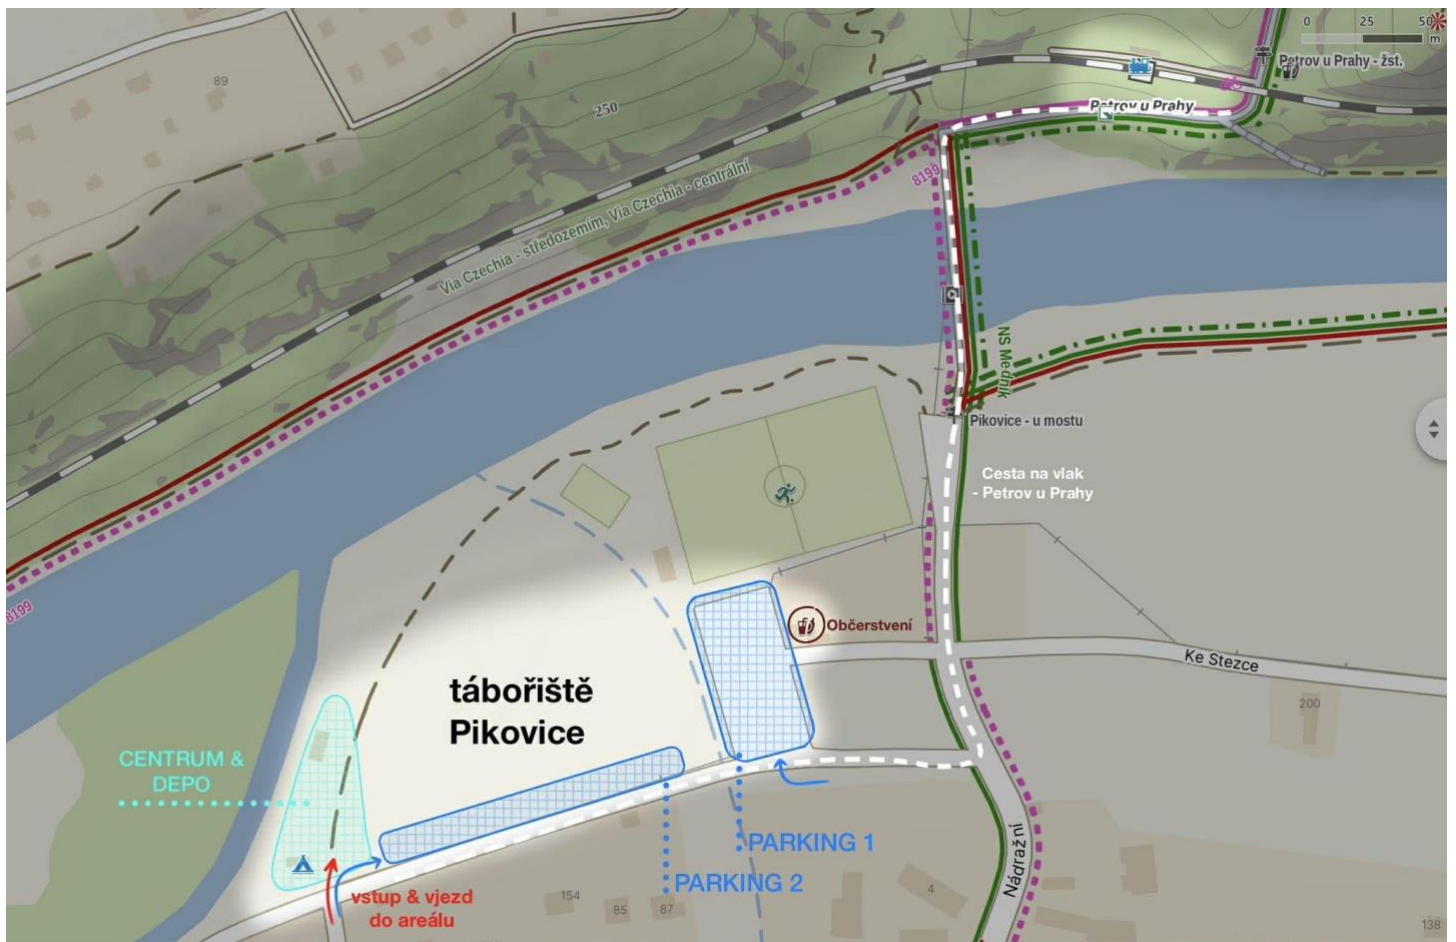 0 25 50
m
Petrov u Prahy - žst.
89
250
Petrov u Prahy
8199
Via Czechia - středozemím, Via Czechia - centrální
NS Medník
Pikovice - u mostu
Cesta na vlak
- Petrov u Prahy
8199
Občerstvení
Ke Stezce
200
tábořiště
Pikovice
CENTRUM &
DEPO
PARKING 1
PARKING 2
Nádražní
vstup & vjezd
do areálu
154
85
87
4
138